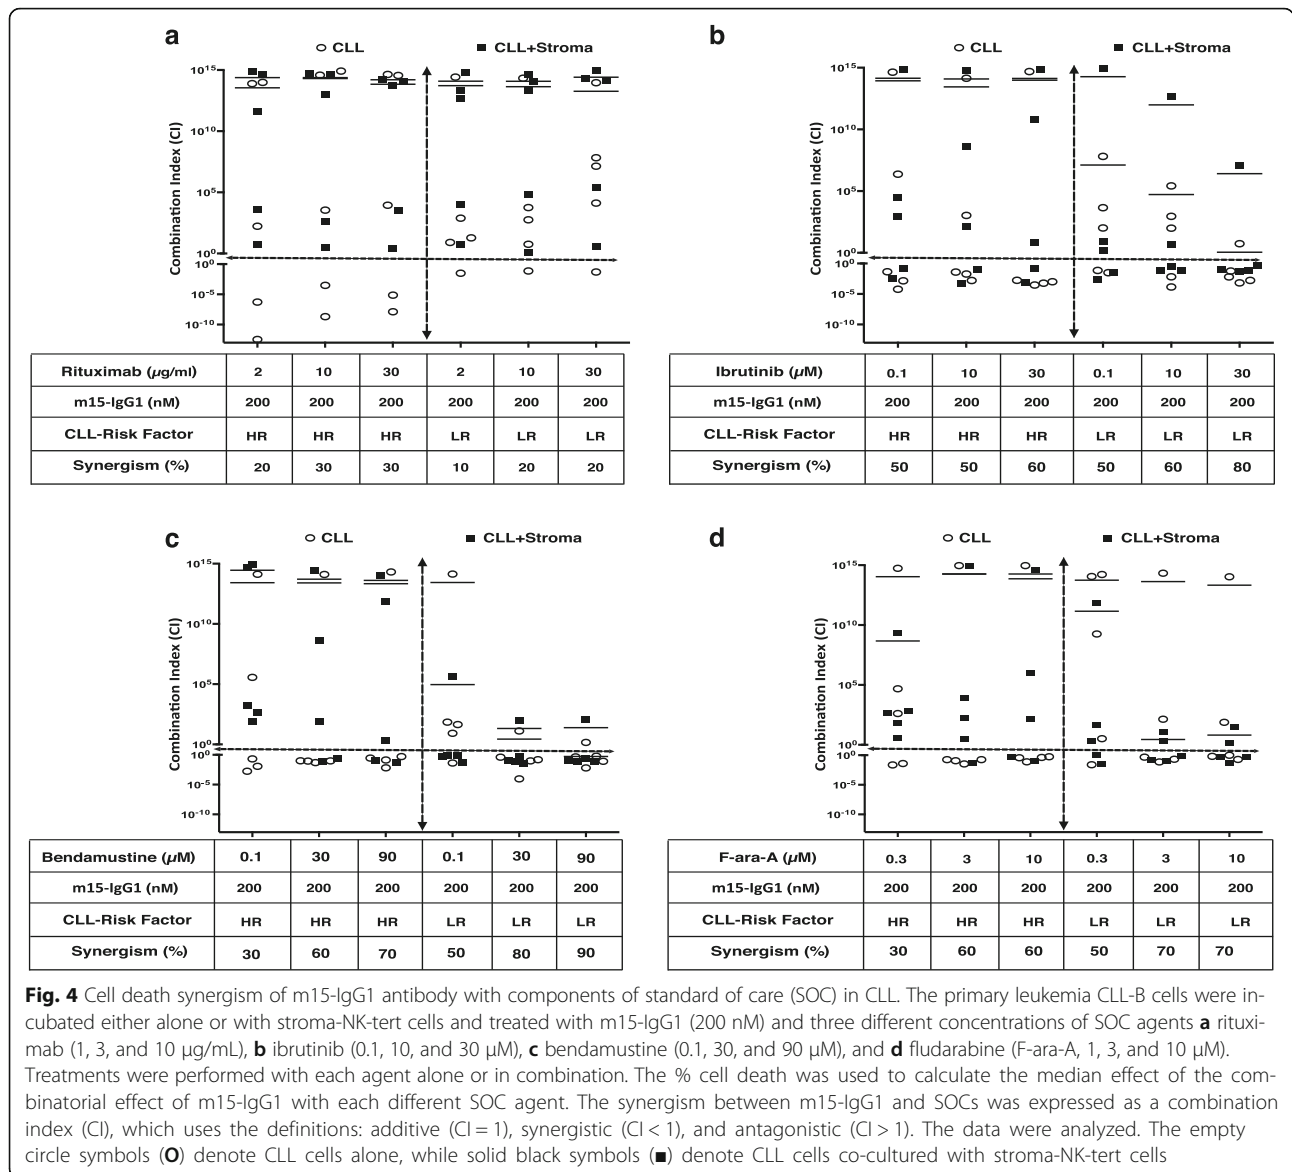 a
CLL CLL+Stroma
Combination Index (CI)
10^15
10^10
10^5
10^0
10^0
10^-5
10^-10
Rituximab (µg/ml) 2 10 30 2 10 30
m15-IgG1 (nM) 200 200 200 200 200 200
CLL-Risk Factor HR HR HR LR LR LR
Synergism (%) 20 30 30 10 20 20
b
CLL CLL+Stroma
Combination Index (CI)
10^15
10^10
10^5
10^0
10^0
10^-5
10^-10
Ibrutinib (µM) 0.1 10 30 0.1 10 30
m15-IgG1 (nM) 200 200 200 200 200 200
CLL-Risk Factor HR HR HR LR LR LR
Synergism (%) 50 50 60 50 60 80
c
CLL CLL+Stroma
Combination Index (CI)
10^15
10^10
10^5
10^0
10^0
10^-5
10^-10
Bendamustine (µM) 0.1 30 90 0.1 30 90
m15-IgG1 (nM) 200 200 200 200 200 200
CLL-Risk Factor HR HR HR LR LR LR
Synergism (%) 30 60 70 50 80 90
d
CLL CLL+Stroma
Combination Index (CI)
10^15
10^10
10^5
10^0
10^0
10^-5
10^-10
F-ara-A (µM) 0.3 3 10 0.3 3 10
m15-IgG1 (nM) 200 200 200 200 200 200
CLL-Risk Factor HR HR HR LR LR LR
Synergism (%) 30 60 60 50 70 70
Fig. 4 Cell death synergism of m15-IgG1 antibody with components of standard of care (SOC) in CLL. The primary leukemia CLL-B cells were in-
cubated either alone or with stroma-NK-tert cells and treated with m15-IgG1 (200 nM) and three different concentrations of SOC agents a rituxi-
mab (1, 3, and 10 µg/mL), b ibrutinib (0.1, 10, and 30 µM), c bendamustine (0.1, 30, and 90 µM), and d fludarabine (F-ara-A, 1, 3, and 10 µM).
Treatments were performed with each agent alone or in combination. The % cell death was used to calculate the median effect of the com-
binatorial effect of m15-IgG1 with each different SOC agent. The synergism between m15-IgG1 and SOCs was expressed as a combination
index (CI), which uses the definitions: additive (CI = 1), synergistic (CI < 1), and antagonistic (CI > 1). The data were analyzed. The empty
circle symbols (O) denote CLL cells alone, while solid black symbols (■) denote CLL cells co-cultured with stroma-NK-tert cells